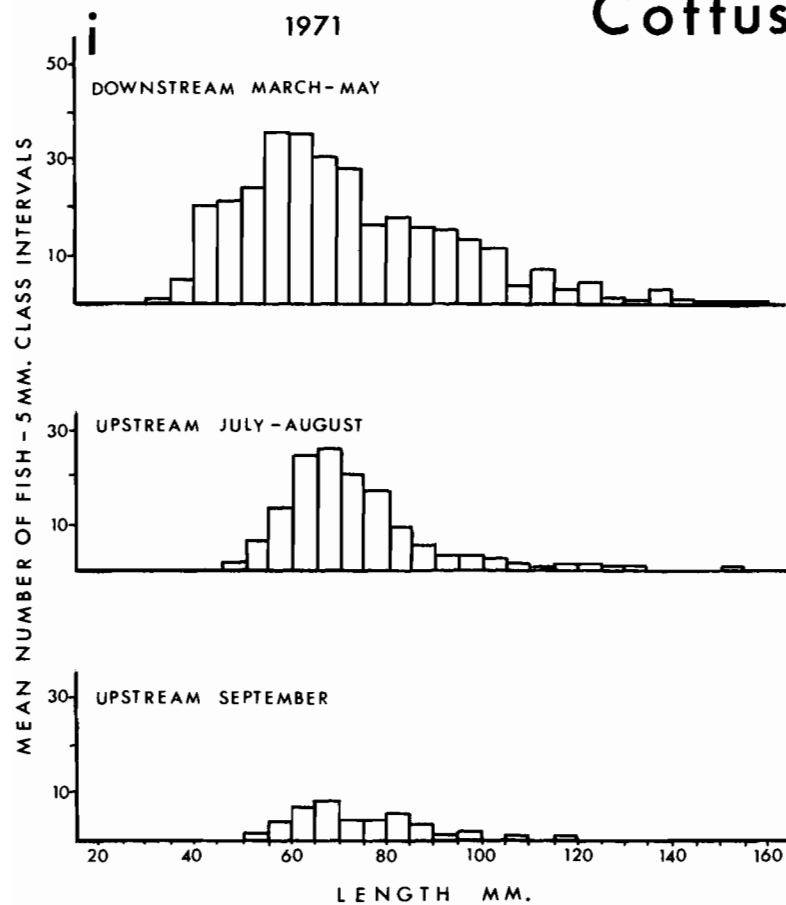 i
1971
Cottus
MEAN NUMBER OF FISH – 5 MM. CLASS INTERVALS
DOWNSTREAM MARCH – MAY
50
30
10
UPSTREAM JULY – AUGUST
30
10
UPSTREAM SEPTEMBER
30
10
20 40 60 80 100 120 140 160
LENGTH MM.